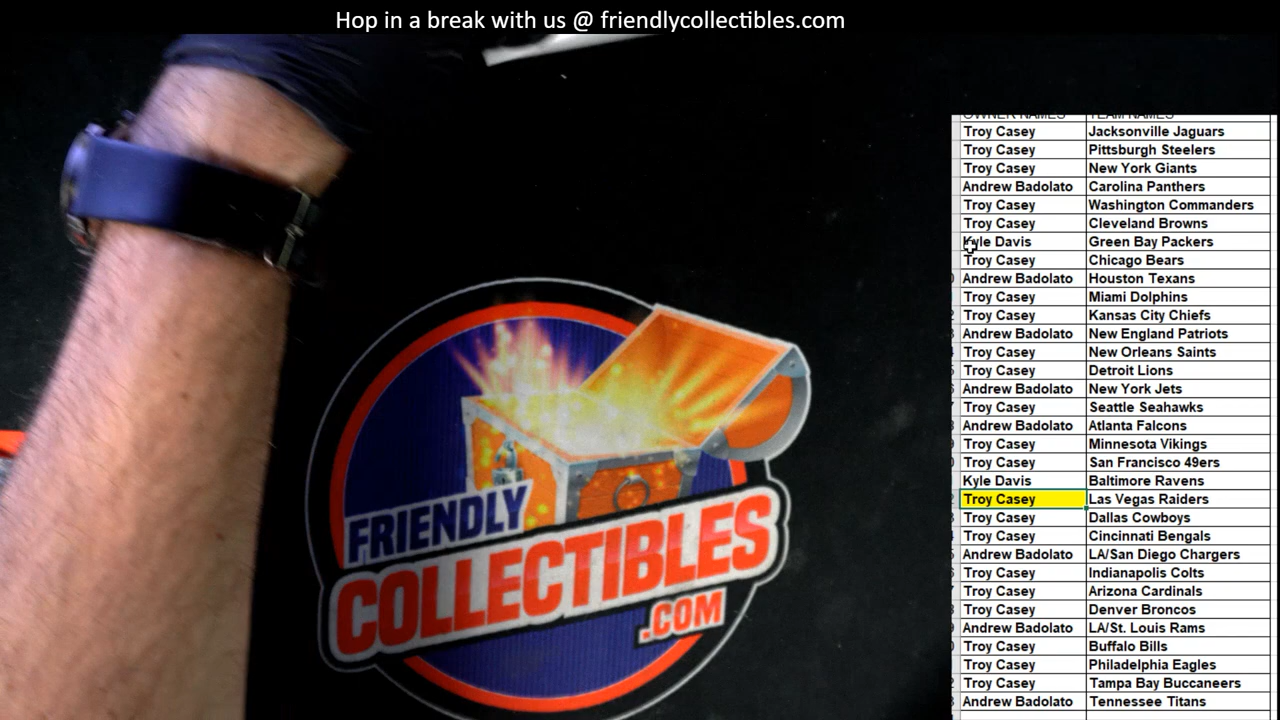 Hop in a break with us @ friendlycollectibles.com
OWNER NAMES TEAM NAMES
Troy Casey Jacksonville Jaguars
Troy Casey Pittsburgh Steelers
Troy Casey New York Giants
Andrew Badolato Carolina Panthers
Troy Casey Washington Commanders
Troy Casey Cleveland Browns
Kyle Davis Green Bay Packers
Troy Casey Chicago Bears
Andrew Badolato Houston Texans
Troy Casey Miami Dolphins
Troy Casey Kansas City Chiefs
Andrew Badolato New England Patriots
Troy Casey New Orleans Saints
Troy Casey Detroit Lions
Andrew Badolato New York Jets
Troy Casey Seattle Seahawks
Andrew Badolato Atlanta Falcons
Troy Casey Minnesota Vikings
Troy Casey San Francisco 49ers
Kyle Davis Baltimore Ravens
Troy Casey Las Vegas Raiders
Troy Casey Dallas Cowboys
Troy Casey Cincinnati Bengals
Andrew Badolato LA/San Diego Chargers
Troy Casey Indianapolis Colts
Troy Casey Arizona Cardinals
Troy Casey Denver Broncos
Andrew Badolato LA/St. Louis Rams
Troy Casey Buffalo Bills
Troy Casey Philadelphia Eagles
Troy Casey Tampa Bay Buccaneers
Andrew Badolato Tennessee Titans
FRIENDLY
COLLECTIBLES
.COM